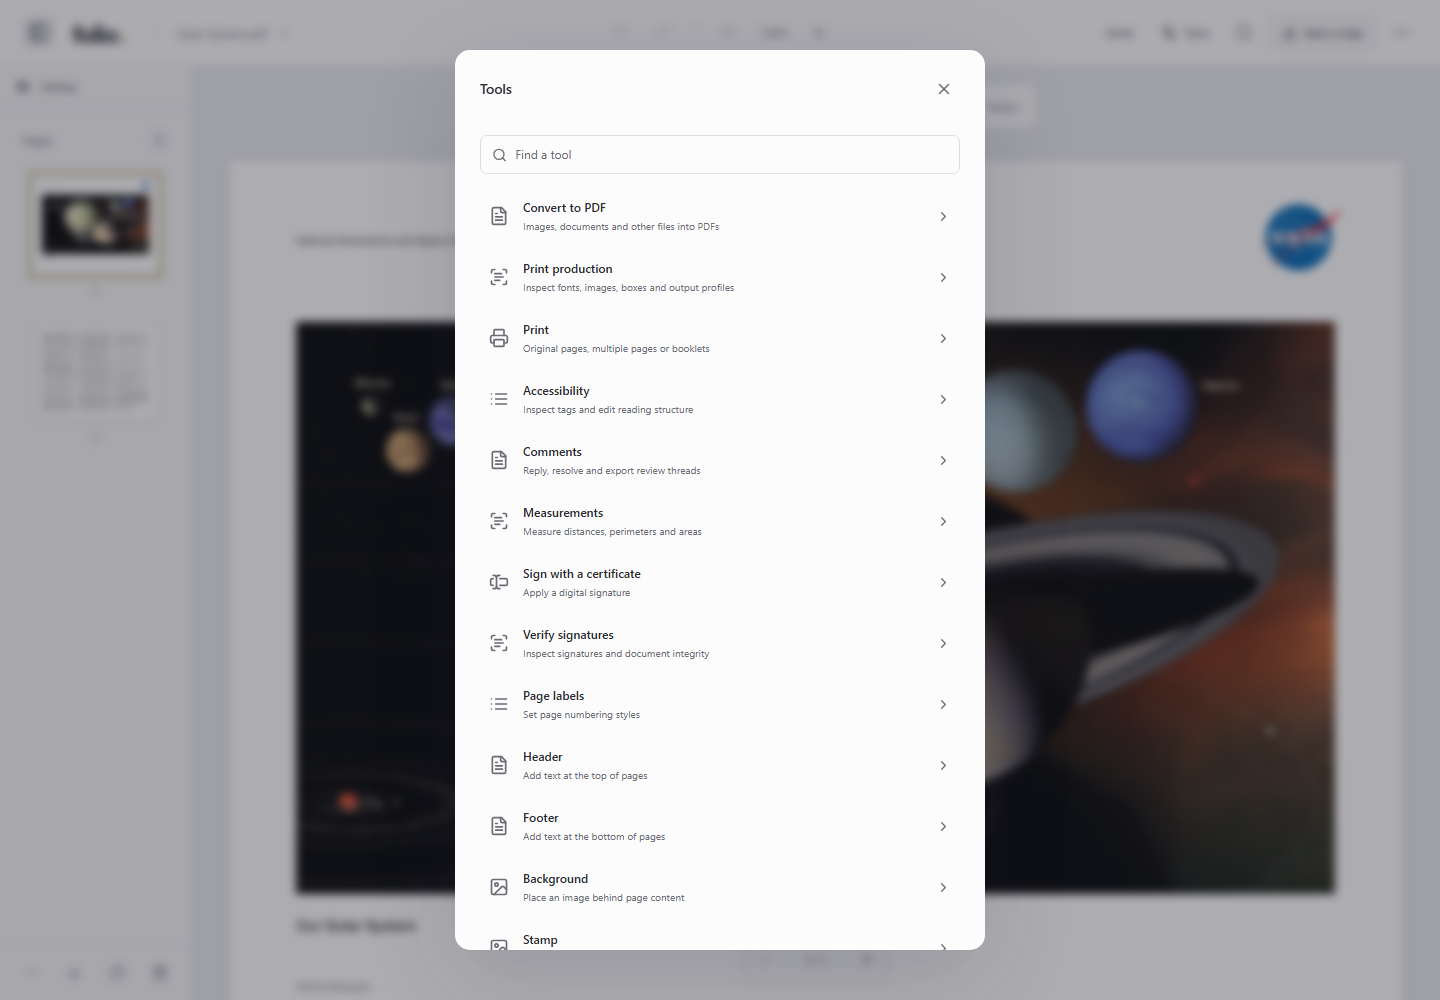 Tools
Find a tool
Convert to PDF
Images, documents and other files into PDFs
Print production
Inspect fonts, images, boxes and output profiles
Print
Original pages, multiple pages or booklets
Accessibility
Inspect tags and edit reading structure
Comments
Reply, resolve and export review threads
Measurements
Measure distances, perimeters and areas
Sign with a certificate
Apply a digital signature
Verify signatures
Inspect signatures and document integrity
Page labels
Set page numbering styles
Header
Add text at the top of pages
Footer
Add text at the bottom of pages
Background
Place an image behind page content
Stamp
Our Solar System